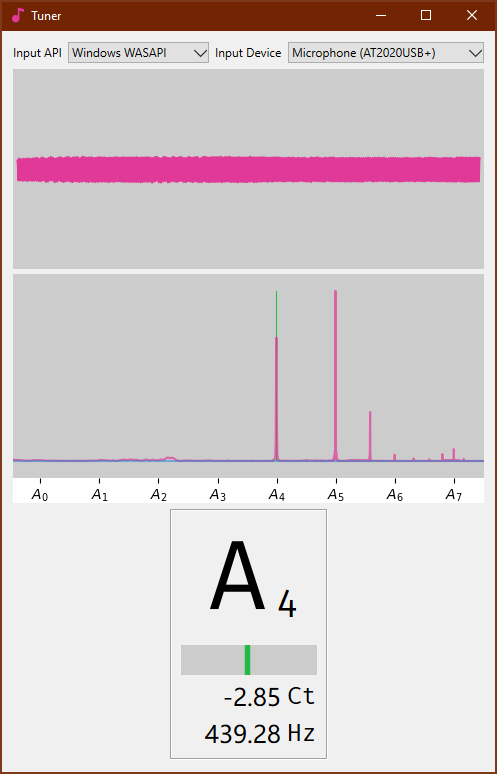 Tuner
Input API Windows WASAPI Input Device Microphone (AT2020USB+)
A0 A1 A2 A3 A4 A5 A6 A7
A4
-2.85 Ct
439.28 Hz